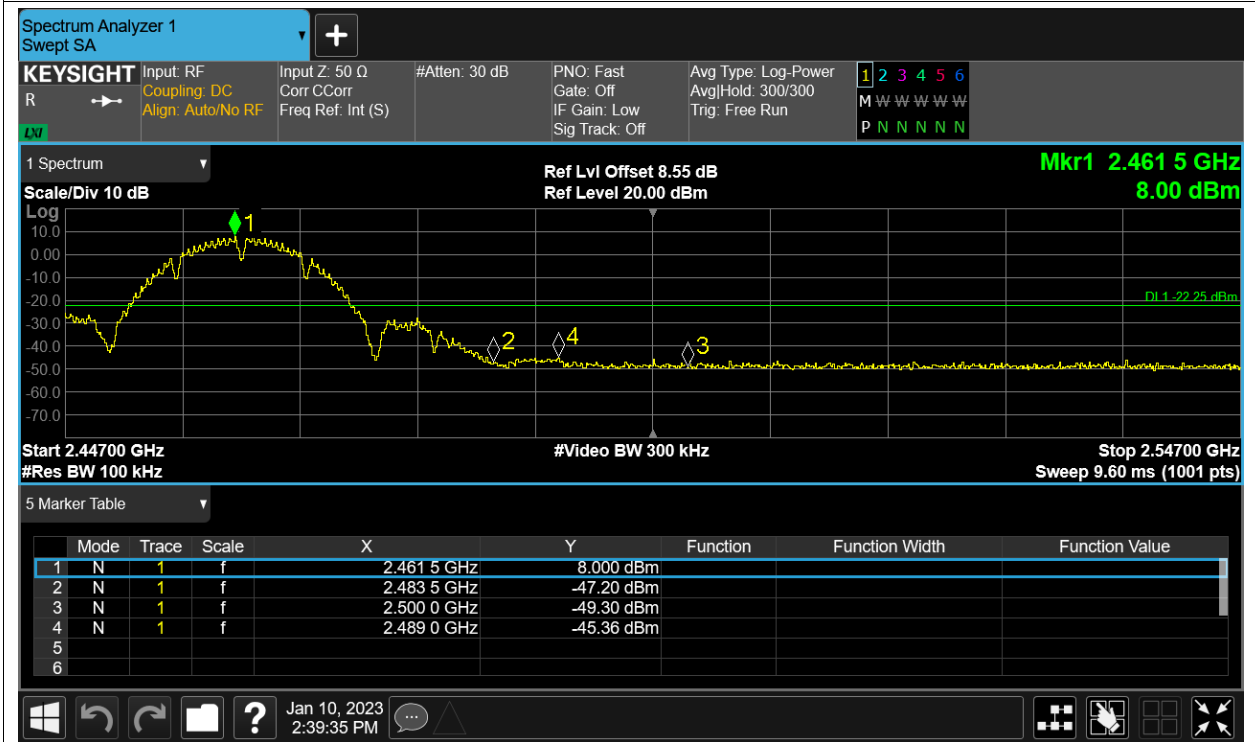 Spectrum Analyzer 1
Swept SA
KEYSIGHT
R
LXI
Input: RF
Coupling: DC
Align: Auto/No RF
Input Z: 50 Ω
Corr CCorr
Freq Ref: Int (S)
#Atten: 30 dB
PNO: Fast
Gate: Off
IF Gain: Low
Sig Track: Off
Avg Type: Log-Power
Avg|Hold: 300/300
Trig: Free Run
1 2 3 4 5 6
M W W W W W
P N N N N N
1 Spectrum
Scale/Div 10 dB
Ref Lvl Offset 8.55 dB
Ref Level 20.00 dBm
Mkr1 2.461 5 GHz
8.00 dBm
Log
10.0
0.00
-10.0
-20.0
-30.0
-40.0
-50.0
-60.0
-70.0
1
2
4
3
DL1 -22.25 dBm
Start 2.44700 GHz
#Res BW 100 kHz
#Video BW 300 kHz
Stop 2.54700 GHz
Sweep 9.60 ms (1001 pts)
5 Marker Table
Mode Trace Scale X Y Function Function Width Function Value
1 N 1 f 2.461 5 GHz 8.000 dBm
2 N 1 f 2.483 5 GHz -47.20 dBm
3 N 1 f 2.500 0 GHz -49.30 dBm
4 N 1 f 2.489 0 GHz -45.36 dBm
5
6
?
Jan 10, 2023
2:39:35 PM